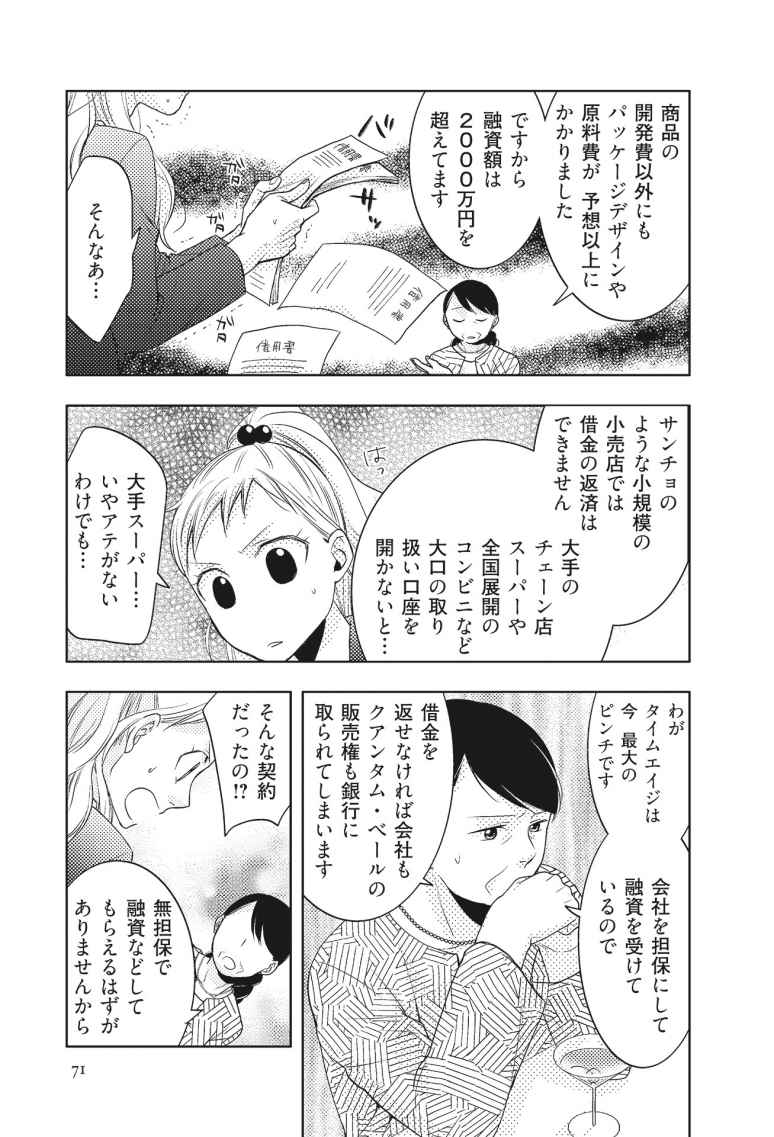 商品の
開発費以外にも
パッケージデザインや
原料費が 予想以上に
かかりました
ですから
融資額は
2000万円を
超えてます
バッ
ガサ
ガサ
ガサ
借用書
借用書
借用書
そんなあ…
サンチョの
ような小規模の
小売店では
借金の返済は
できません
大手の
チェーン店
スーパーや
全国展開の
コンビニなど
大口の取り
扱い口座を
開かないと…
はっ
大手スーパー…
いやアテがない
わけでも…
わが
タイムエイジは
今 最大の
ピンチです
会社を担保にして
融資を受けて
いるので
借金を
返せなければ会社も
クアンタム・ベールの
販売権も銀行に
取られてしまいます
そんな契約
だったの!?
無担保で
融資などして
もらえるはずが
ありませんから
71